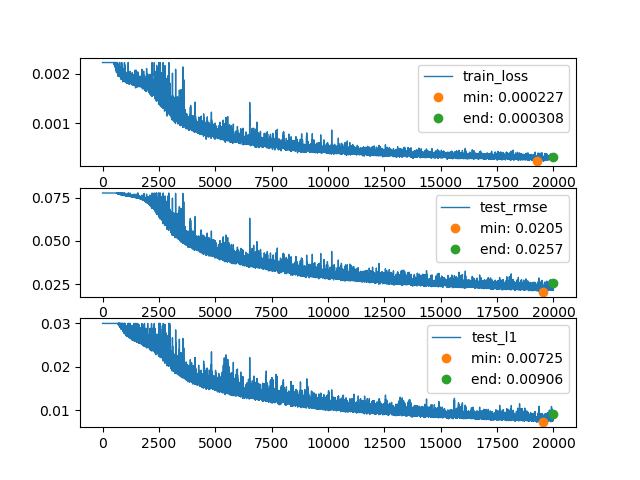 0.002
0.001
train_loss
min: 0.000227
end: 0.000308
0 2500 5000 7500 10000 12500 15000 17500 20000
0.075
0.050
0.025
test_rmse
min: 0.0205
end: 0.0257
0 2500 5000 7500 10000 12500 15000 17500 20000
0.03
0.02
0.01
test_l1
min: 0.00725
end: 0.00906
0 2500 5000 7500 10000 12500 15000 17500 20000